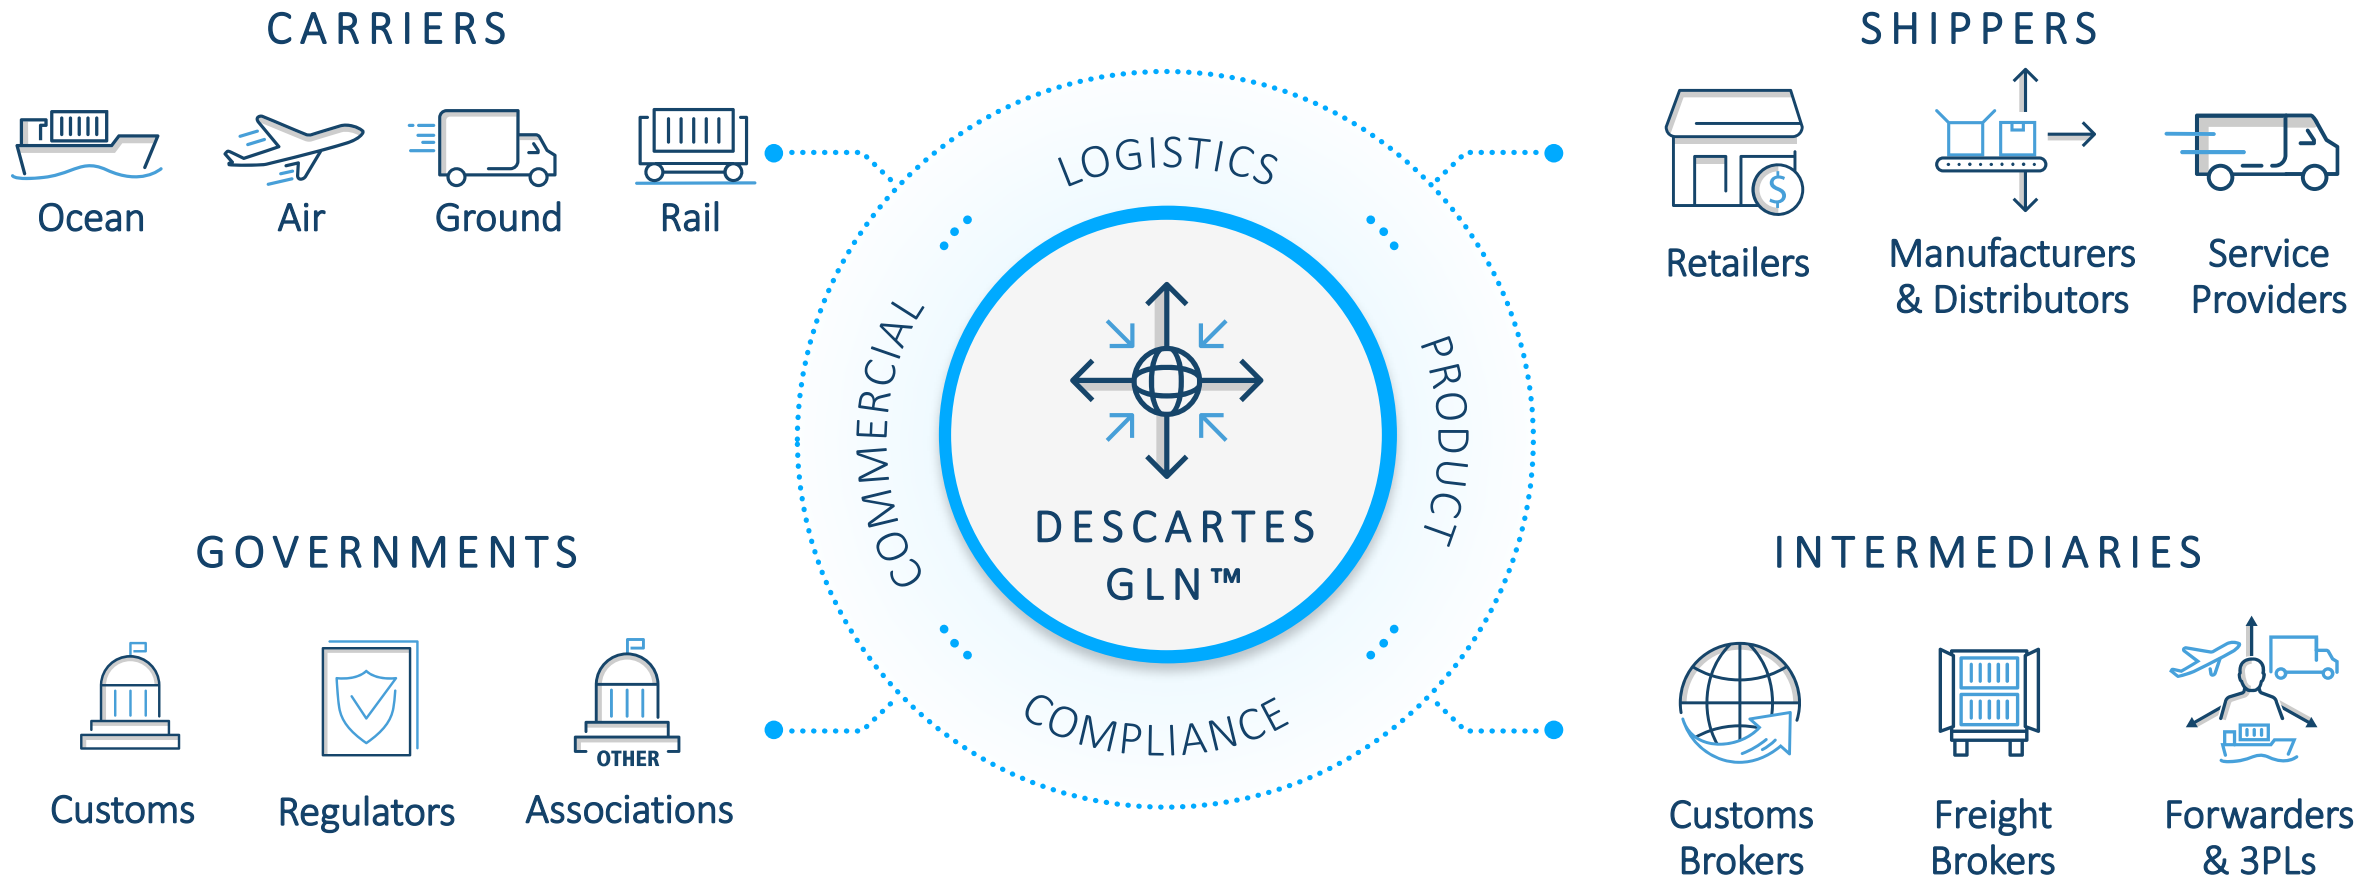 CARRIERS
Ocean
Air
Ground
Rail
SHIPPERS
Retailers
Manufacturers
& Distributors
Service
Providers
LOGISTICS
COMMERCIAL
PRODUCT
COMPLIANCE
DESCARTES
GLN™
GOVERNMENTS
Customs
Regulators
OTHER
Associations
INTERMEDIARIES
Customs
Brokers
Freight
Brokers
Forwarders
& 3PLs
$